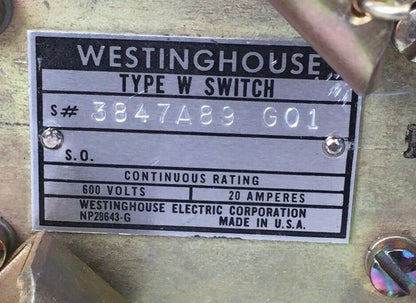 WESTINGHOUSE
TYPE W SWITCH
S# 3847A89 G01
S.O.
CONTINUOUS RATING
600 VOLTS 20 AMPERES
WESTINGHOUSE ELECTRIC CORPORATION
NP28643-G MADE IN U.S.A.